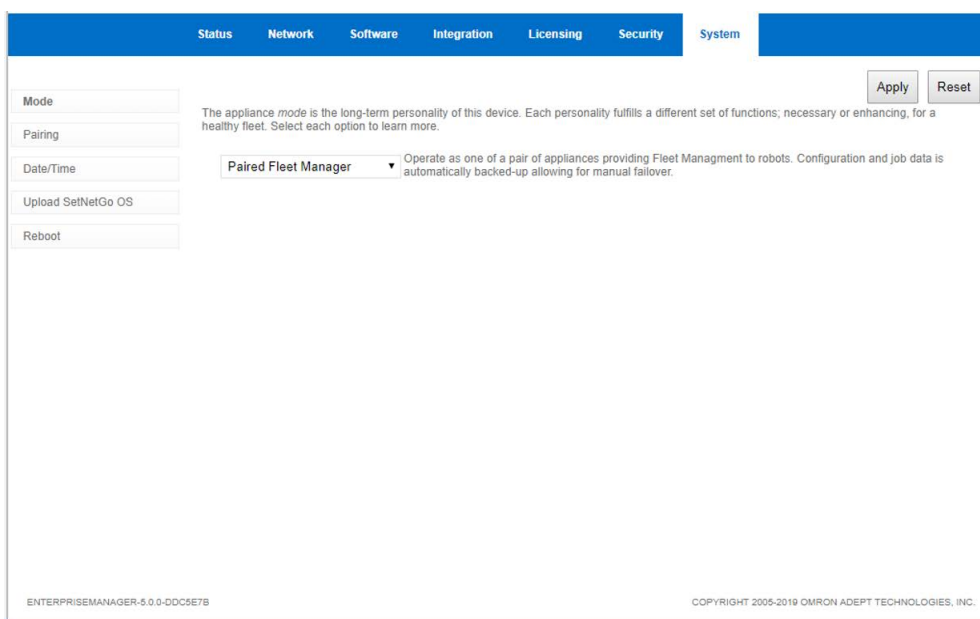 Status Network Software Integration Licensing Security System
Apply Reset
Mode
Pairing
Date/Time
Upload SetNetGo OS
Reboot
The appliance mode is the long-term personality of this device. Each personality fulfills a different set of functions; necessary or enhancing, for a
healthy fleet. Select each option to learn more.
Paired Fleet Manager
Operate as one of a pair of appliances providing Fleet Managment to robots. Configuration and job data is
automatically backed-up allowing for manual failover.
ENTERPRISEMANAGER-5.0.0-DDC5E7B
COPYRIGHT 2005-2019 OMRON ADEPT TECHNOLOGIES, INC.